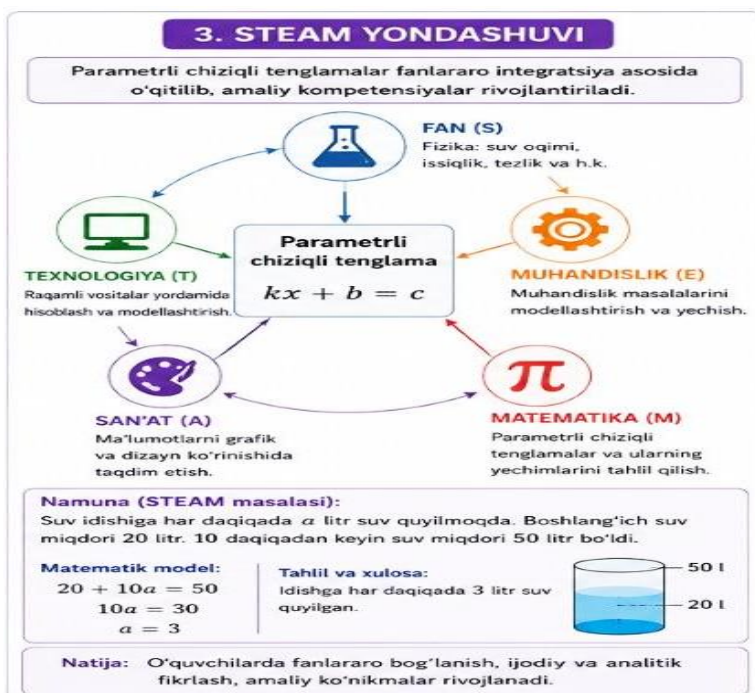 3. STEAM YONDASHUVI
Parametrli chiziqli tenglamalar fanlararo integratsiya asosida
o‘qitilib, amaliy kompetensiyalar rivojlantiriladi.
FAN (S)
Fizika: suv oqimi,
issiqlik, tezlik va h.k.
TEXNOLOGIYA (T)
Raqamli vositalar yordamida
hisoblash va modellashtirish.
Parametrli
chiziqli tenglama
kx + b = c
MUHANDISLIK (E)
Muhandislik masalalarini
modellashtirish va yechish.
π
SAN'AT (A)
Ma'lumotlarni grafik
va dizayn ko‘rinishida
taqdim etish.
MATEMATIKA (M)
Parametrli chiziqli
tenglamalar va ularning
yechimlarini tahlil qilish.
Namuna (STEAM masalasi):
Suv idishiga har daqiqada a litr suv quyilmoqda. Boshlang‘ich suv
miqdori 20 litr. 10 daqiqadan keyin suv miqdori 50 litr bo‘ldi.
Matematik model:
20 + 10a = 50
10a = 30
a = 3
Tahlil va xulosa:
Idishga har daqiqada 3 litr suv
quyilgan.
50 l
20 l
Natija: O‘quvchilarda fanlararo bog‘lanish, ijodiy va analitik
fikrlash, amaliy ko‘nikmalar rivojlanadi.